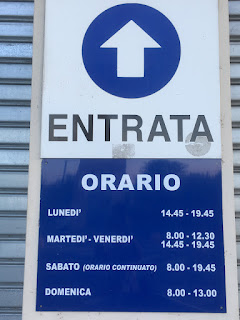 ENTRATA
ORARIO
LUNEDI' 14.45 - 19.45
MARTEDI' - VENERDI' 8.00 - 12.30
14.45 - 19.45
SABATO (ORARIO CONTINUATO) 8.00 - 19.45
DOMENICA 8.00 - 13.00